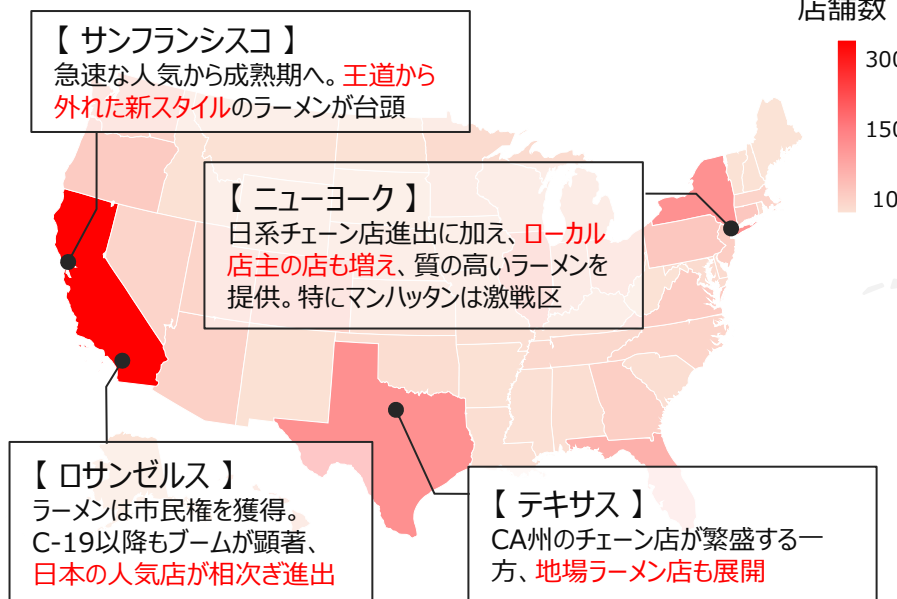 店舗数
【 サンフランシスコ 】
急速な人気から成熟期へ。王道から
外れた新スタイルのラーメンが台頭
300
150
10
【 ニューヨーク 】
日系チェーン店進出に加え、ローカル
店主の店も増え、質の高いラーメンを
提供。特にマンハッタンは激戦区
【 ロサンゼルス 】
ラーメンは市民権を獲得。
C-19以降もブームが顕著、
日本の人気店が相次ぎ進出
【 テキサス 】
CA州のチェーン店が繁盛する一
方、地場ラーメン店も展開